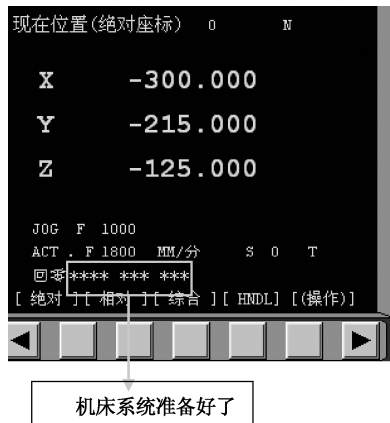 现在位置(绝对座标) O N
X -300.000
Y -215.000
Z -125.000
JOG F 1000
ACT . F 1800 MM/分 S 0 T
回零**** *** ***
[ 绝对 ][ 相对 ][ 综合 ][ HNDL] [(操作)]
机床系统准备好了